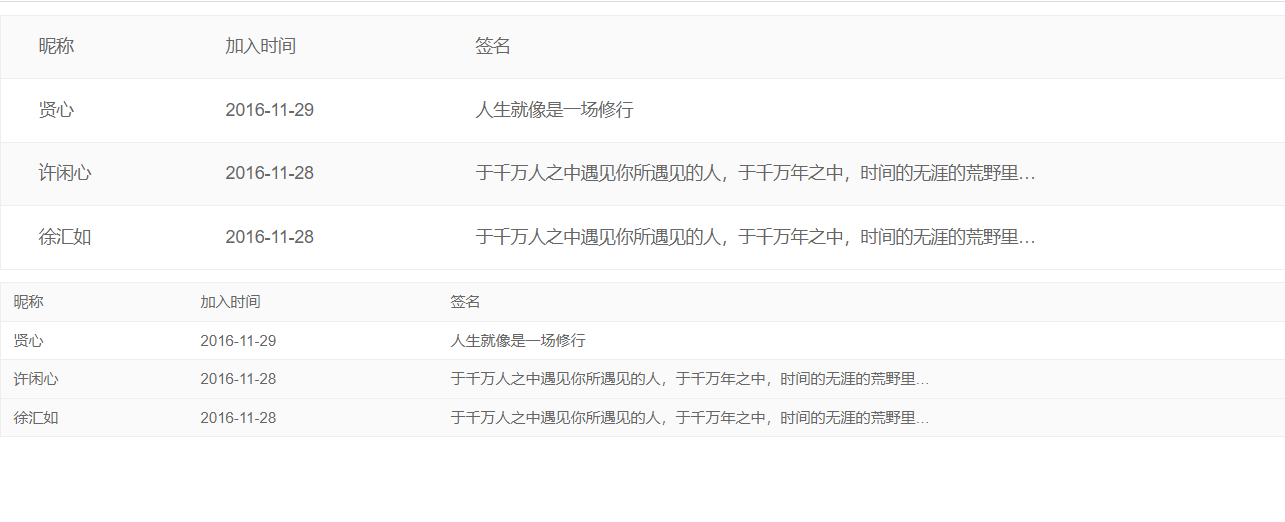 昵称 加入时间 签名
贤心 2016-11-29 人生就像是一场修行
许闲心 2016-11-28 于千万人之中遇见你所遇见的人，于千万年之中，时间的无涯的荒野里…
徐汇如 2016-11-28 于千万人之中遇见你所遇见的人，于千万年之中，时间的无涯的荒野里…
昵称 加入时间 签名
贤心 2016-11-29 人生就像是一场修行
许闲心 2016-11-28 于千万人之中遇见你所遇见的人，于千万年之中，时间的无涯的荒野里…
徐汇如 2016-11-28 于千万人之中遇见你所遇见的人，于千万年之中，时间的无涯的荒野里…